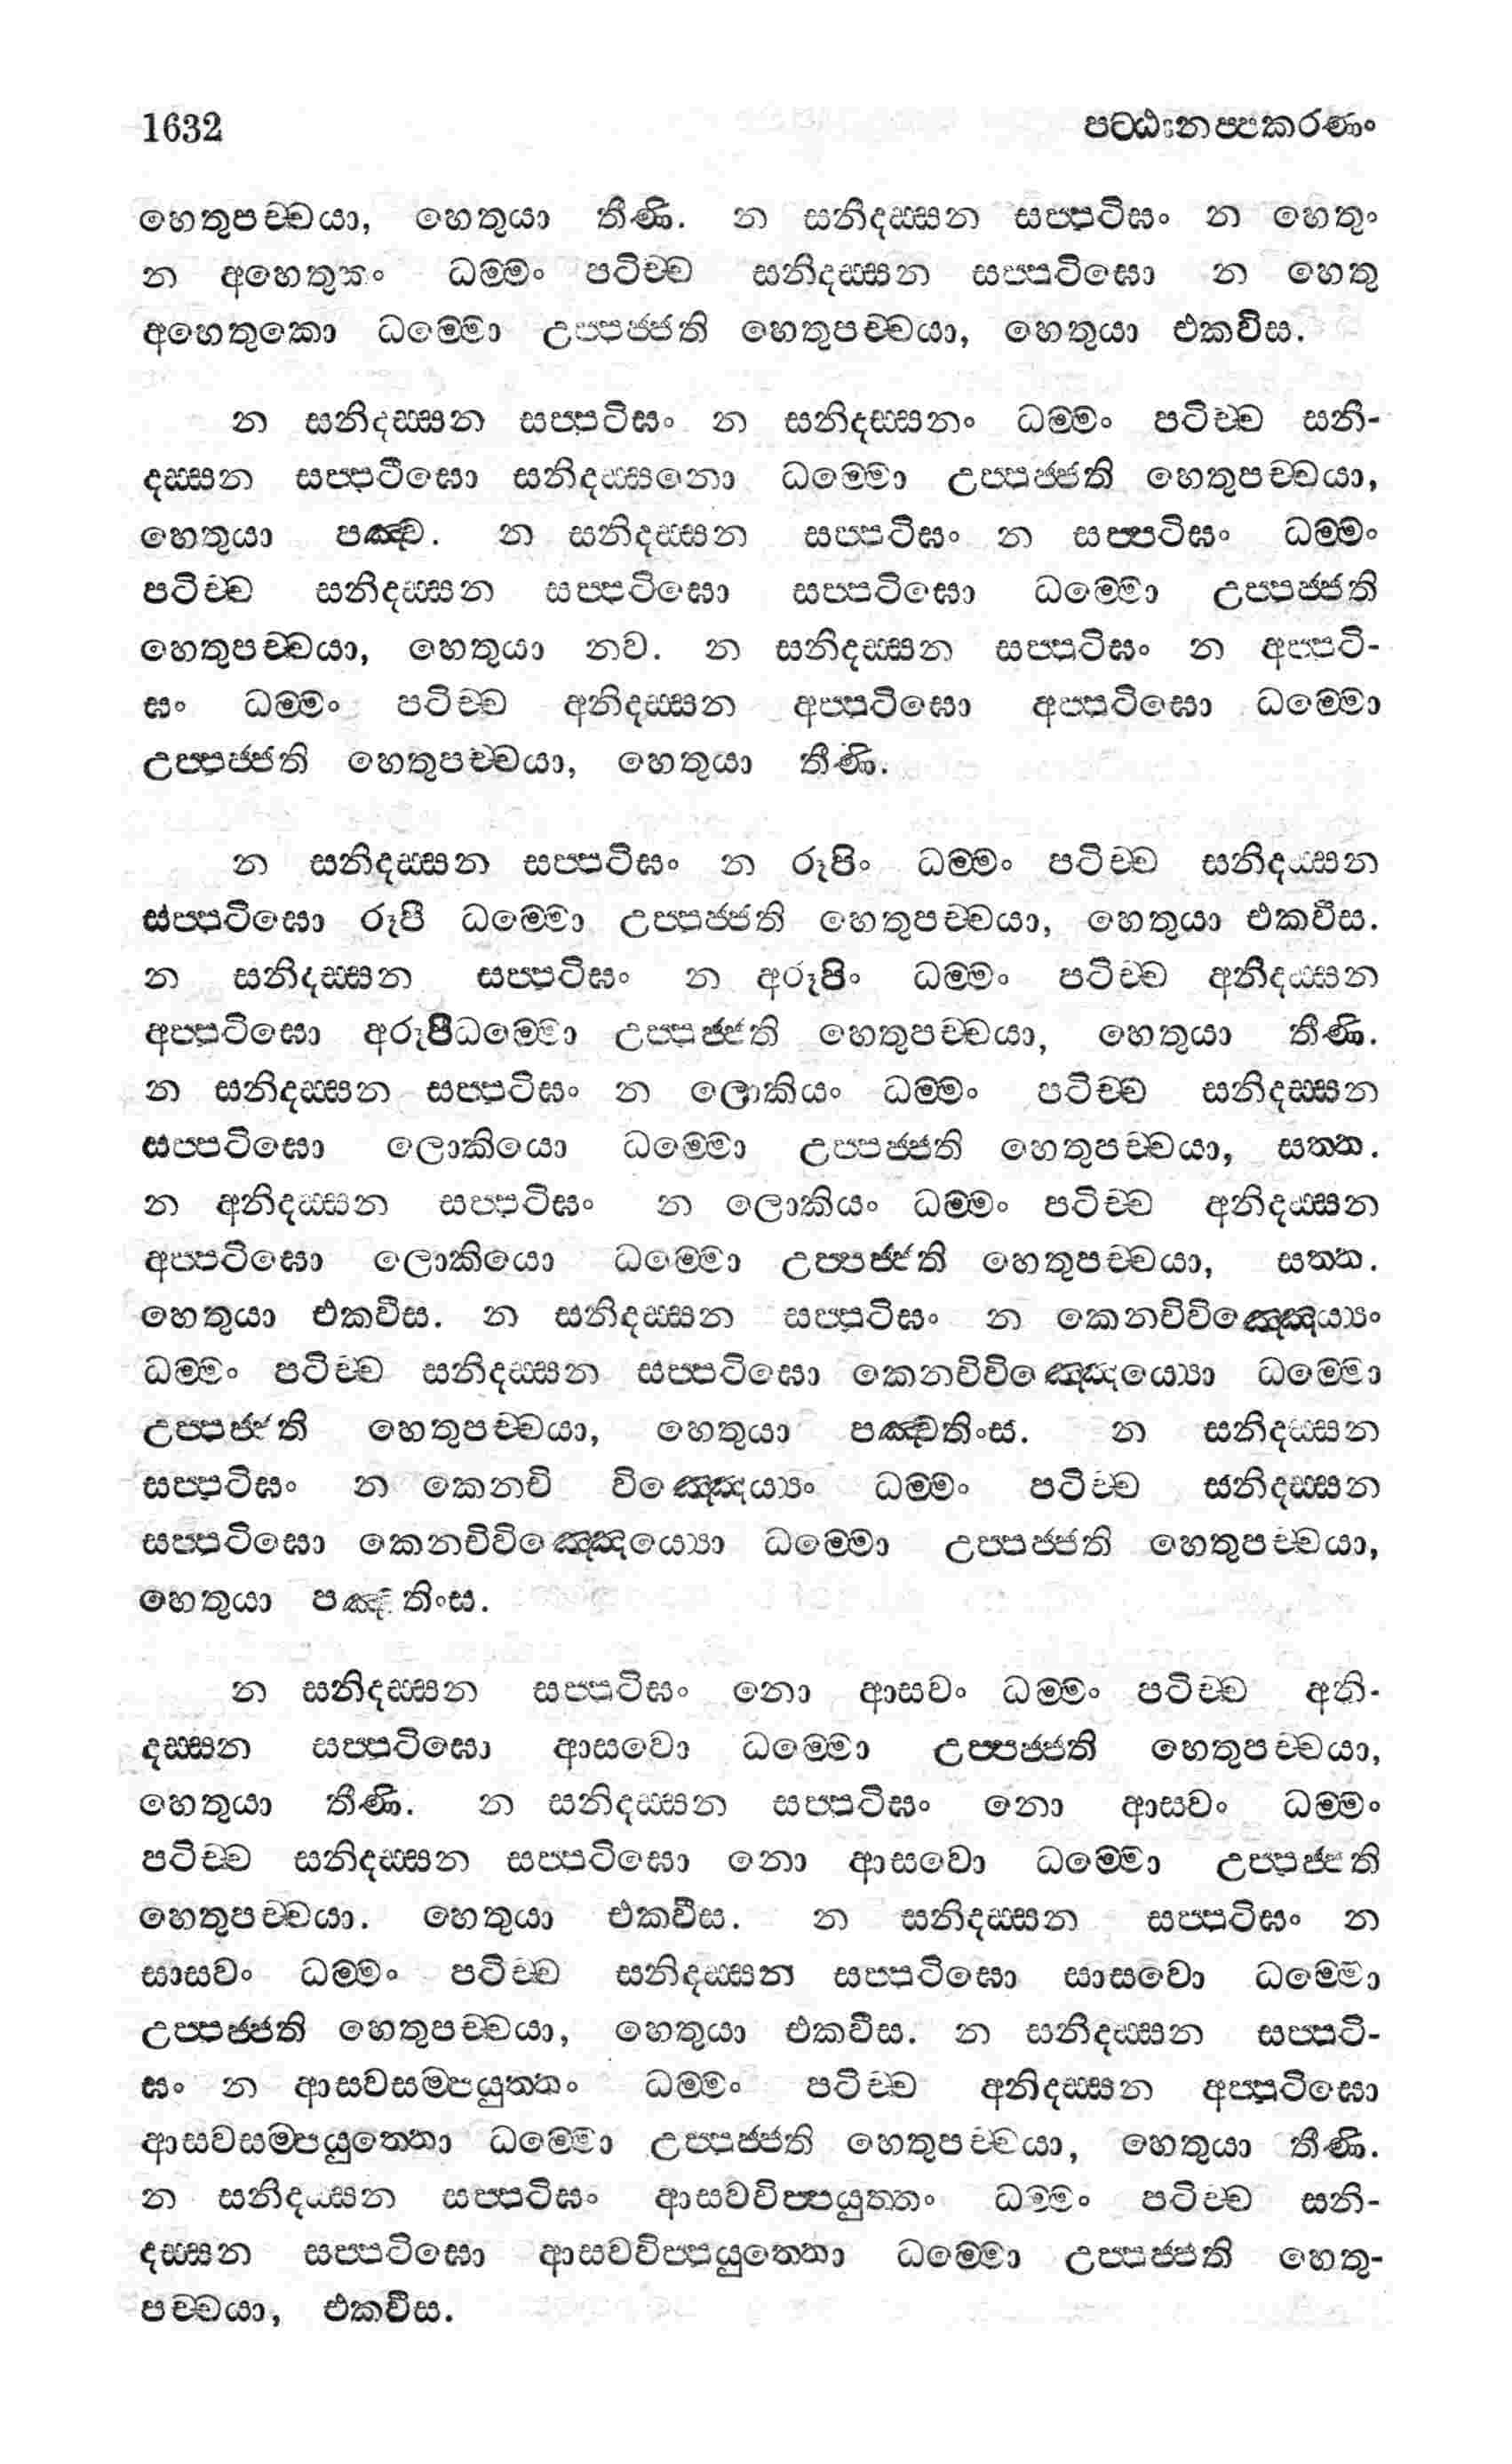 1632 පට්ඨානප්පකරණං
හෙතුපච්චයා, හෙතුයා තීණි. න සනිදස්සන සප්පටිඝං න හෙතුං
න අහෙතුකං ධම්මං පටිච්ච සනිදස්සන සප්පටිඝො න හෙතු
අහෙතුකො ධම්මො උප්පජ්ජති හෙතුපච්චයා, හෙතුයා එකවීස.
න සනිදස්සන සප්පටිඝං න සනිදස්සනං ධම්මං පටිච්ච සනි-
දස්සන සප්පටීඝො සනිදස්සනො ධම්මො උප්පජ්ජති හෙතුපච්චයා,
හෙතුයා පඤ්ච. න සනිදස්සන සප්පටිඝං න සප්පටිඝං ධම්මං
පටිච්ච සනිදස්සන සප්පටිඝො සප්පටිඝො ධම්මො උප්පජ්ජති
හෙතුපච්චයා, හෙතුයා නව. න සනිදස්සන සප්පටිඝං න අප්පටි-
ඝං ධම්මං පටිච්ච අනිදස්සන අප්පටිඝො අප්පටිඝො ධම්මො
උප්පජ්ජති හෙතුපච්චයා, හෙතුයා තීණි.
න සනිදස්සන සප්පටිඝං න රූපිං ධම්මං පටිච්ච සනිදස්සන
සප්පටිඝො රූපී ධම්මො උප්පජ්ජති හෙතුපච්චයා, හෙතුයා එකවීස.
න සනිදස්සන සප්පටිඝං න අරූපිං ධම්මං පටිච්ච අනිදස්සන
අප්පටිඝො අරූපීධම්මො උප්පජ්ජති හෙතුපච්චයා, හෙතුයා තීණි.
න සනිදස්සන සප්පටිඝං න ලොකියං ධම්මං පටිච්ච සනිදස්සන
සප්පටිඝො ලොකියො ධම්මො උප්පජ්ජති හෙතුපච්චයා, සත්ත.
න අනිදස්සන සප්පටිඝං න ලොකියං ධම්මං පටිච්ච අනිදස්සන
අප්පටිඝො ලොකියො ධම්මො උප්පජ්ජති හෙතුපච්චයා, සත්ත.
හෙතුයා එකවීස. න සනිදස්සන සප්පටිඝං න කෙනචිවිඤ්ඤෙය්‍යං
ධම්මං පටිච්ච සනිදස්සන සප්පටිඝො කෙනචිවිඤ්ඤෙය්‍යො ධම්මො
උප්පජ්ජති හෙතුපච්චයා, හෙතුයා පඤ්චතිංස. න සනිදස්සන
සප්පටිඝං න කෙනචි විඤ්ඤෙය්‍යං ධම්මං පටිච්ච සනිදස්සන
සප්පටිඝො කෙනචිවිඤ්ඤෙය්‍යො ධම්මො උප්පජ්ජති හෙතුපච්චයා,
හෙතුයා පඤ්චතිංස.
න සනිදස්සන සප්පටිඝං නො ආසවං ධම්මං පටිච්ච අනි-
දස්සන සප්පටිඝො ආසවො ධම්මො උප්පජ්ජති හෙතුපච්චයා,
හෙතුයා තීණි. න සනිදස්සන සප්පටිඝං නො ආසවං ධම්මං
පටිච්ච සනිදස්සන සප්පටිඝො නො ආසවො ධම්මො උප්පජ්ජති
හෙතුපච්චයා. හෙතුයා එකවීස. න සනිදස්සන සප්පටිඝං න
සාසවං ධම්මං පටිච්ච සනිදස්සන සප්පටිඝො සාසවො ධම්මො
උප්පජ්ජති හෙතුපච්චයා, හෙතුයා එකවීස. න සනිදස්සන සප්පටි-
ඝං න ආසවසම්පයුත්තං ධම්මං පටිච්ච අනිදස්සන අප්පටිඝො
ආසවසම්පයුත්තො ධම්මො උප්පජ්ජති හෙතුපච්චයා, හෙතුයා තීණි.
න සනිදස්සන සප්පටිඝං ආසවවිප්පයුත්තං ධම්මං පටිච්ච සනි-
දස්සන සප්පටිඝො ආසවවිප්පයුත්තො ධම්මො උප්පජ්ජති හෙතු-
පච්චයා, එකවීස.